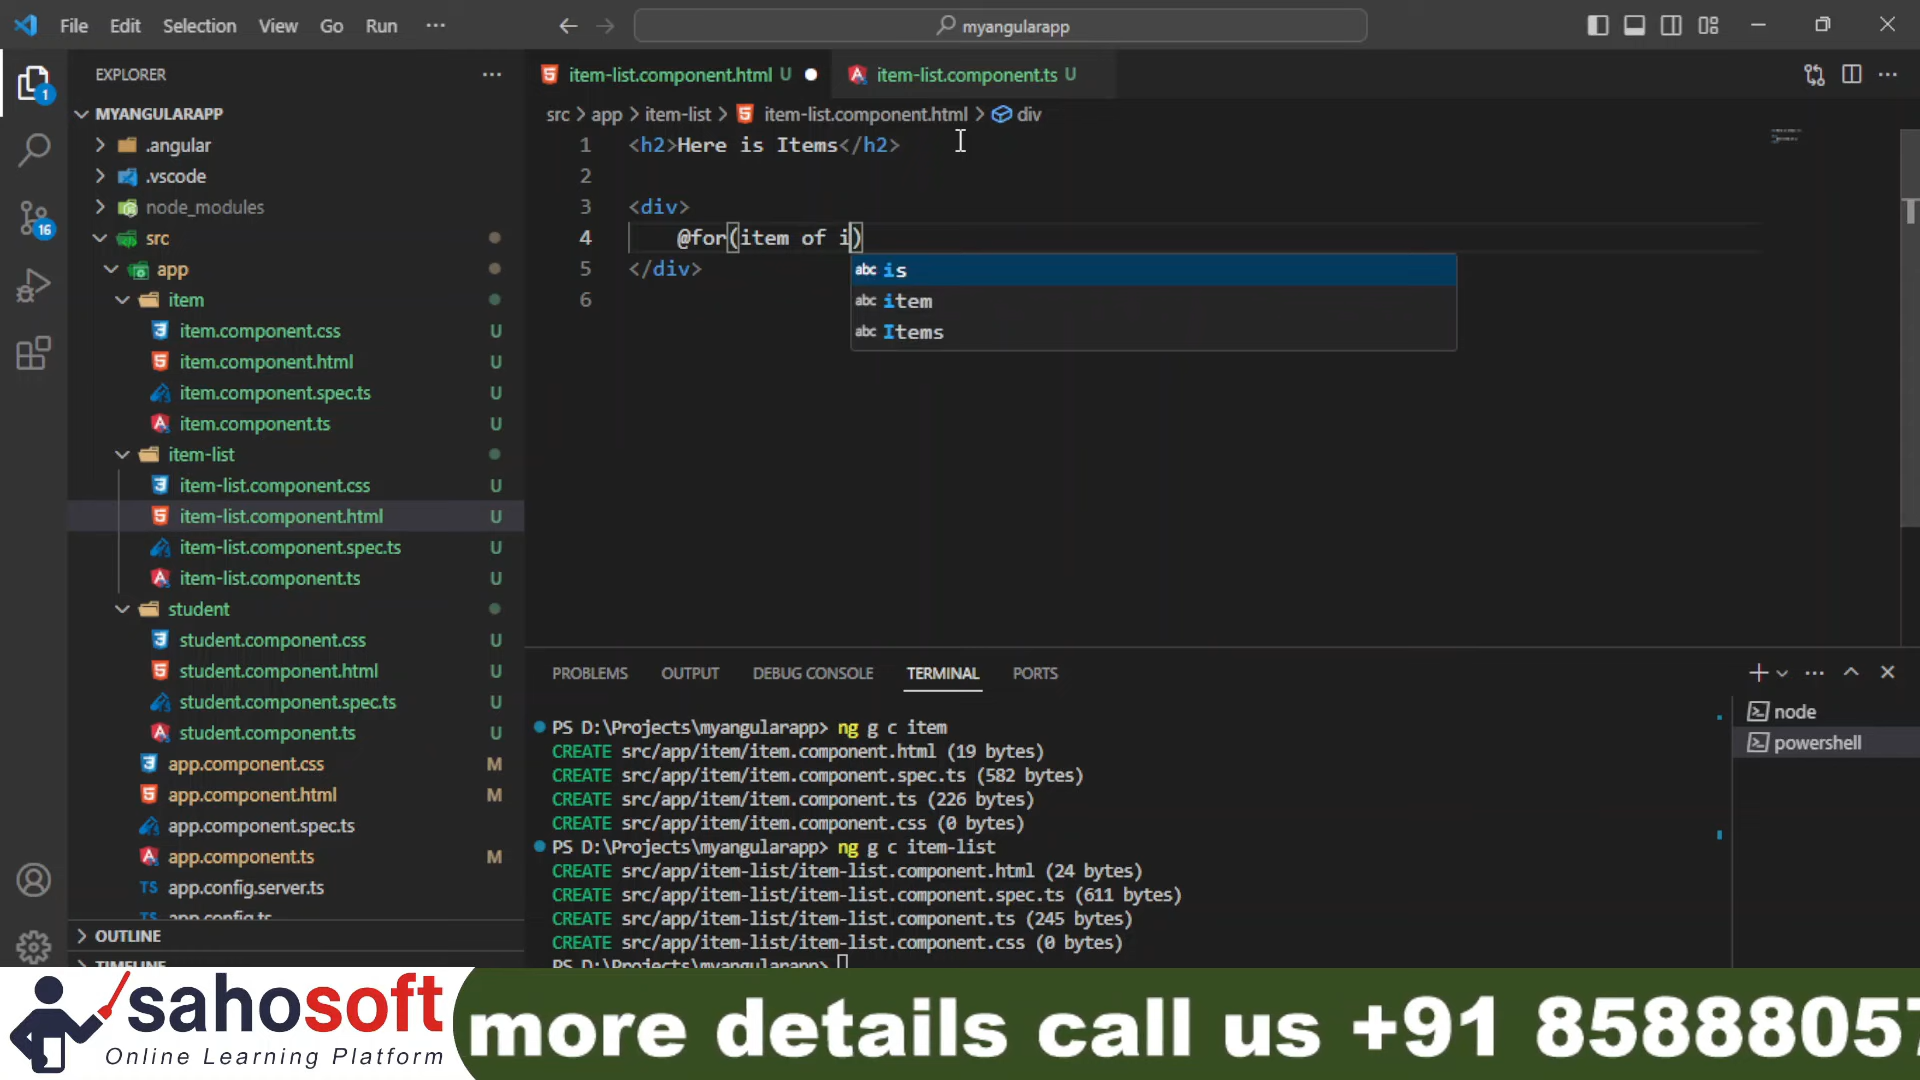 File Edit Selection View Go Run ··· myangularapp
EXPLORER
MYANGULARAPP
.angular
.vscode
node_modules
src
app
item
item.component.css U
item.component.html U
item.component.spec.ts U
item.component.ts U
item-list
item-list.component.css U
item-list.component.html U
item-list.component.spec.ts U
item-list.component.ts U
student
student.component.css U
student.component.html U
student.component.spec.ts U
student.component.ts U
app.component.css M
app.component.html M
app.component.spec.ts
app.component.ts M
TS app.config.server.ts
TS app.config.ts
OUTLINE
TIMELINE
1
16
item-list.component.html U item-list.component.ts U
src > app > item-list > item-list.component.html > div
1 <h2>Here is Items</h2>
2
3 <div>
4 @for(item of i)
5 </div>
6
abc is
abc item
abc Items
PROBLEMS OUTPUT DEBUG CONSOLE TERMINAL PORTS
PS D:\Projects\myangularapp> ng g c item
CREATE src/app/item/item.component.html (19 bytes)
CREATE src/app/item/item.component.spec.ts (582 bytes)
CREATE src/app/item/item.component.ts (226 bytes)
CREATE src/app/item/item.component.css (0 bytes)
PS D:\Projects\myangularapp> ng g c item-list
CREATE src/app/item-list/item-list.component.html (24 bytes)
CREATE src/app/item-list/item-list.component.spec.ts (611 bytes)
CREATE src/app/item-list/item-list.component.ts (245 bytes)
CREATE src/app/item-list/item-list.component.css (0 bytes)
PS D:\Projects\myangularapp>
node
powershell
sahosoft
Online Learning Platform
more details call us +91 8588805